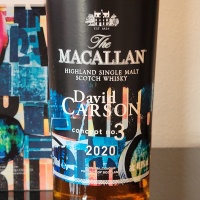 The
MACALLAN
HIGHLAND SINGLE MALT
SCOTCH WHISKY
David
CARSON
concept no.3
2020